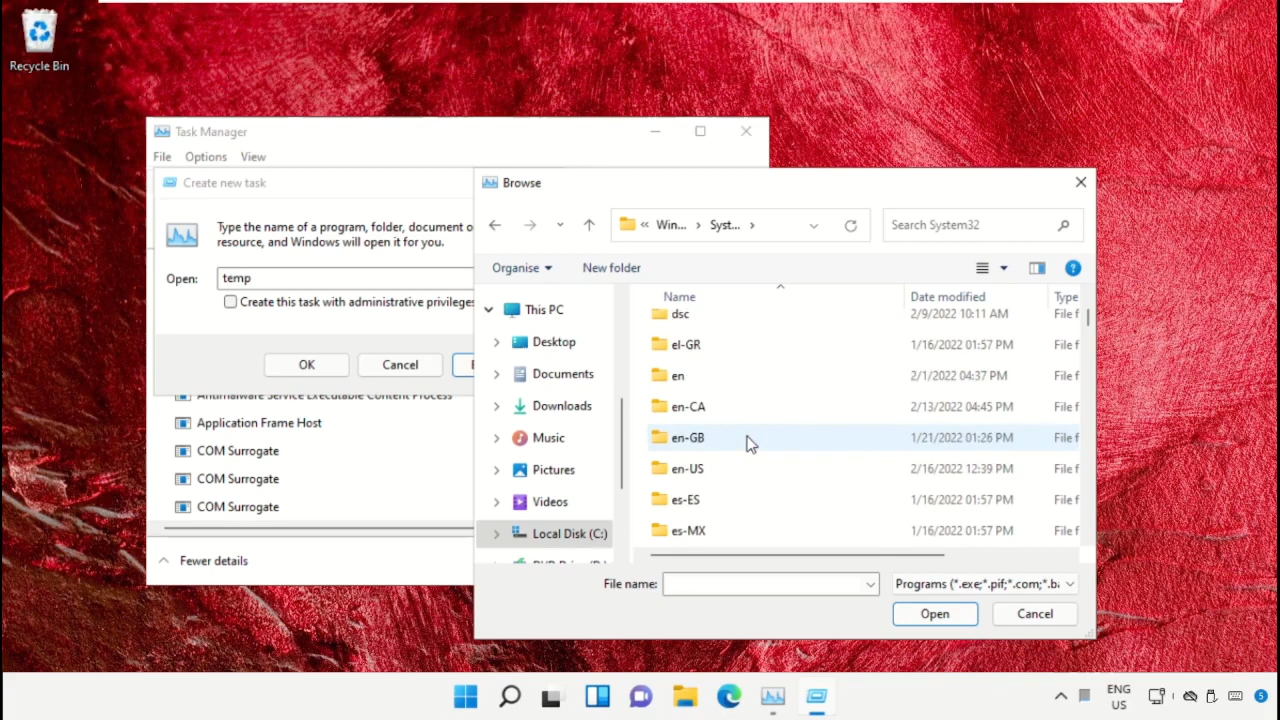 Recycle Bin
Task Manager
File Options View
Create new task
Type the name of a program, folder, document o
resource, and Windows will open it for you.
Open: temp
Create this task with administrative privileges
OK Cancel
Antimalware Service Executable Content Process
Application Frame Host
COM Surrogate
COM Surrogate
COM Surrogate
Fewer details
Browse
« Win... › Syst... ›
Search System32
Organise New folder
This PC
Desktop
Documents
Downloads
Music
Pictures
Videos
Local Disk (C:)
Name Date modified Type
dsc 2/9/2022 10:11 AM File f
el-GR 1/16/2022 01:57 PM File f
en 2/1/2022 04:37 PM File f
en-CA 2/13/2022 04:45 PM File f
en-GB 1/21/2022 01:26 PM File f
en-US 2/16/2022 12:39 PM File f
es-ES 1/16/2022 01:57 PM File f
es-MX 1/16/2022 01:57 PM File f
File name: Programs (*.exe;*.pif;*.com;*.ba
Open Cancel
ENG
US
5